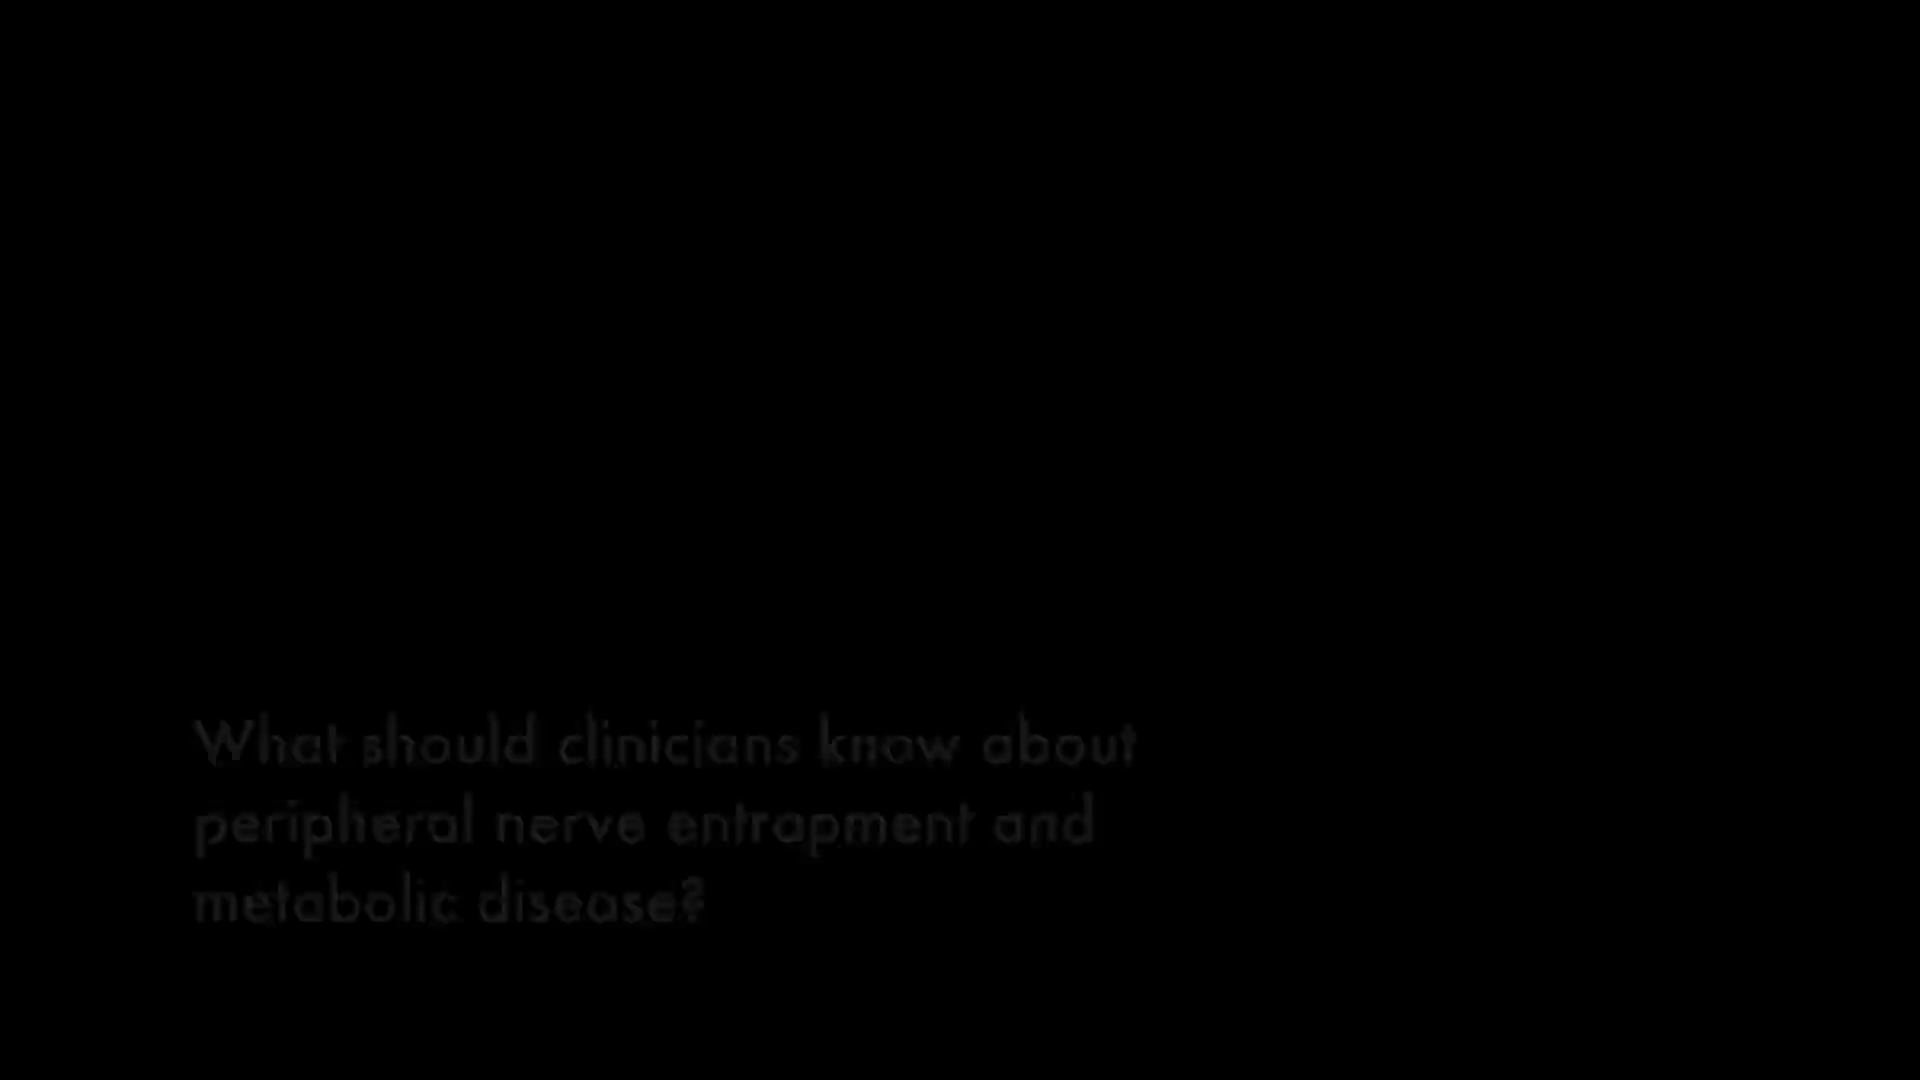 What should clinicians know about
peripheral nerve entrapment and
metabolic disease?